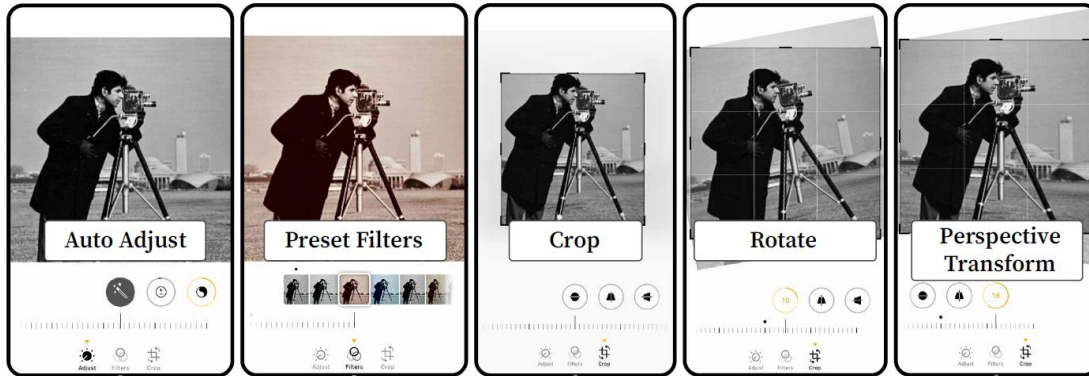 Auto Adjust
Preset Filters
Crop
Rotate
Perspective
Transform
10
16
Adjust Filters Crop
Adjust Filters Crop
Adjust Filters Crop
Adjust Filters Crop
Adjust Filters Crop